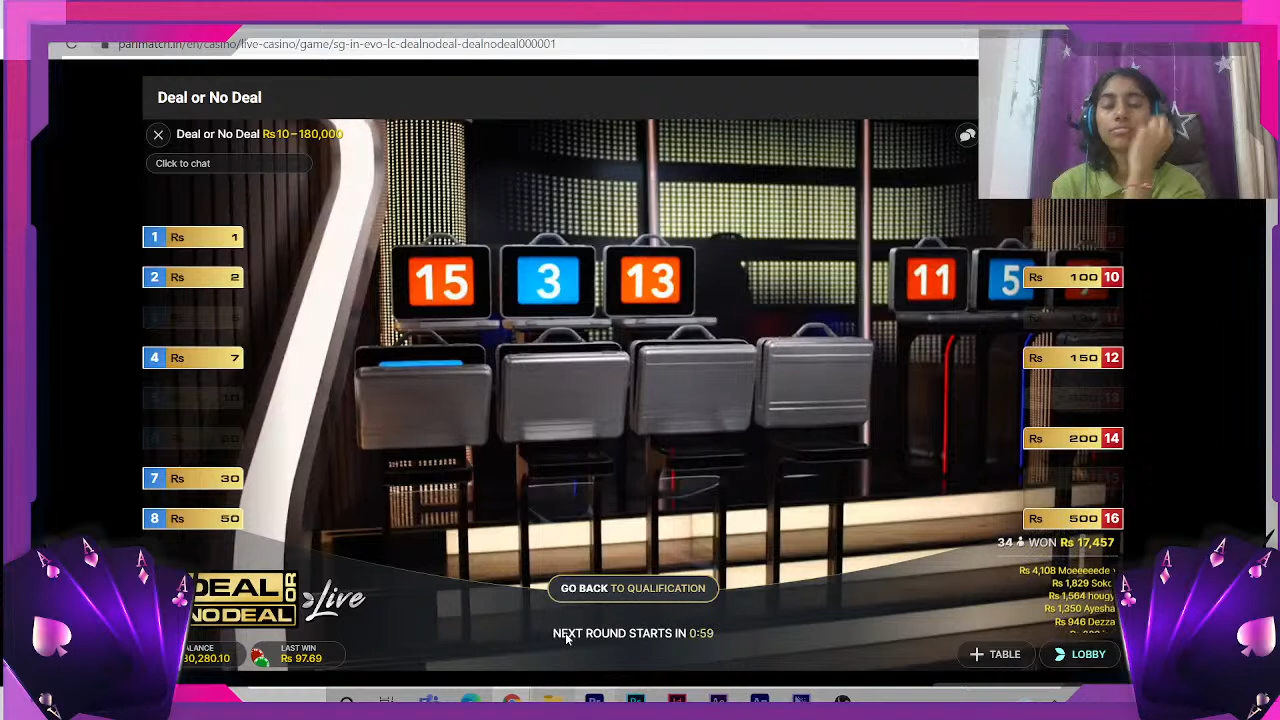 parimatch.in/en/casino/live-casino/game/sg-in-evo-lc-dealnodeal-dealnodeal000001
Deal or No Deal
Deal or No Deal Rs10–180,000
Click to chat
1 Rs 1
2 Rs 2
4 Rs 7
7 Rs 30
8 Rs 50
15 3 13 11 5
Rs 100 10
Rs 150 12
Rs 200 14
Rs 500 16
34 WON Rs 17,457
Rs 4,108 Moeeeeede
Rs 1,829 Soko
Rs 1,564 hougy
Rs 1,350 Ayesha
Rs 946 Dezza
DEAL OR NO DEAL Live
GO BACK TO QUALIFICATION
NEXT ROUND STARTS IN 0:59
LAST WIN
30,280.10 Rs 97.69
TABLE LOBBY